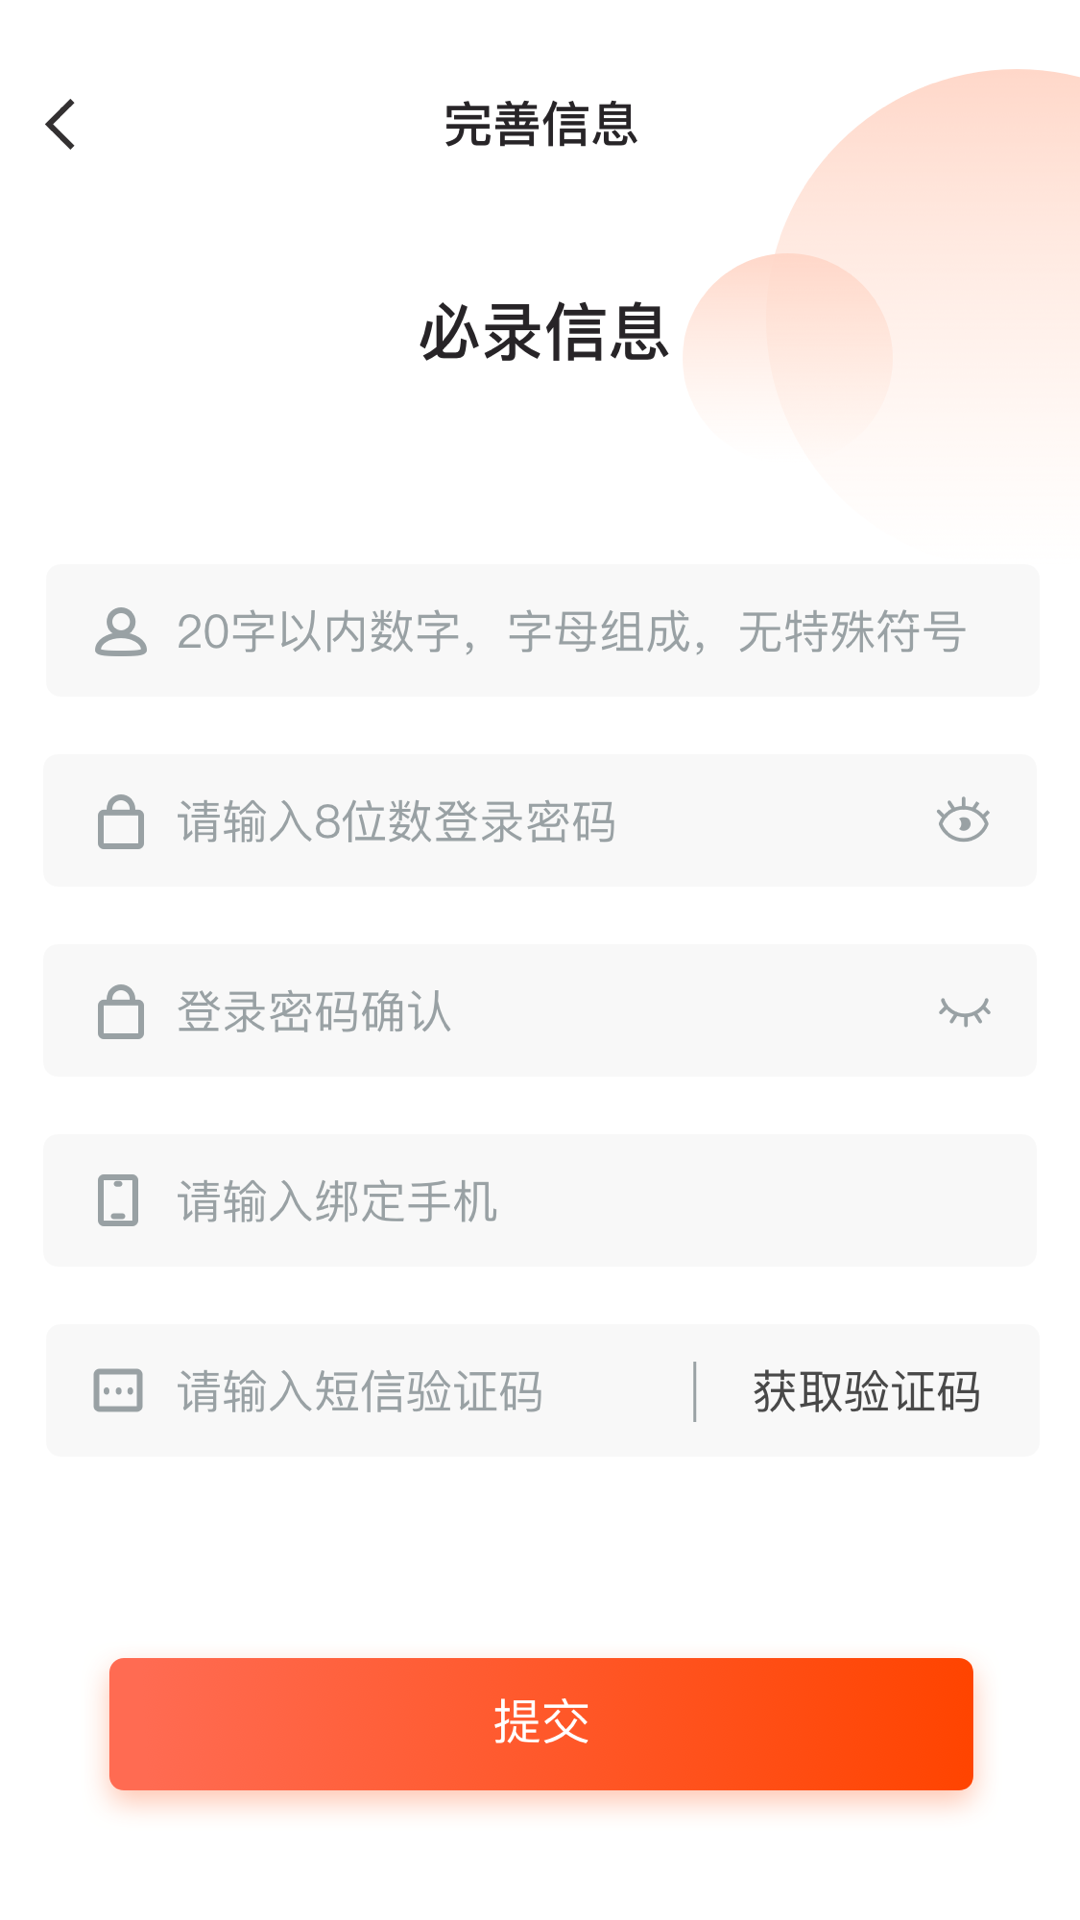 完善信息
必录信息
20字以内数字，字母组成，无特殊符号
请输入8位数登录密码
登录密码确认
请输入绑定手机
请输入短信验证码 获取验证码
提交